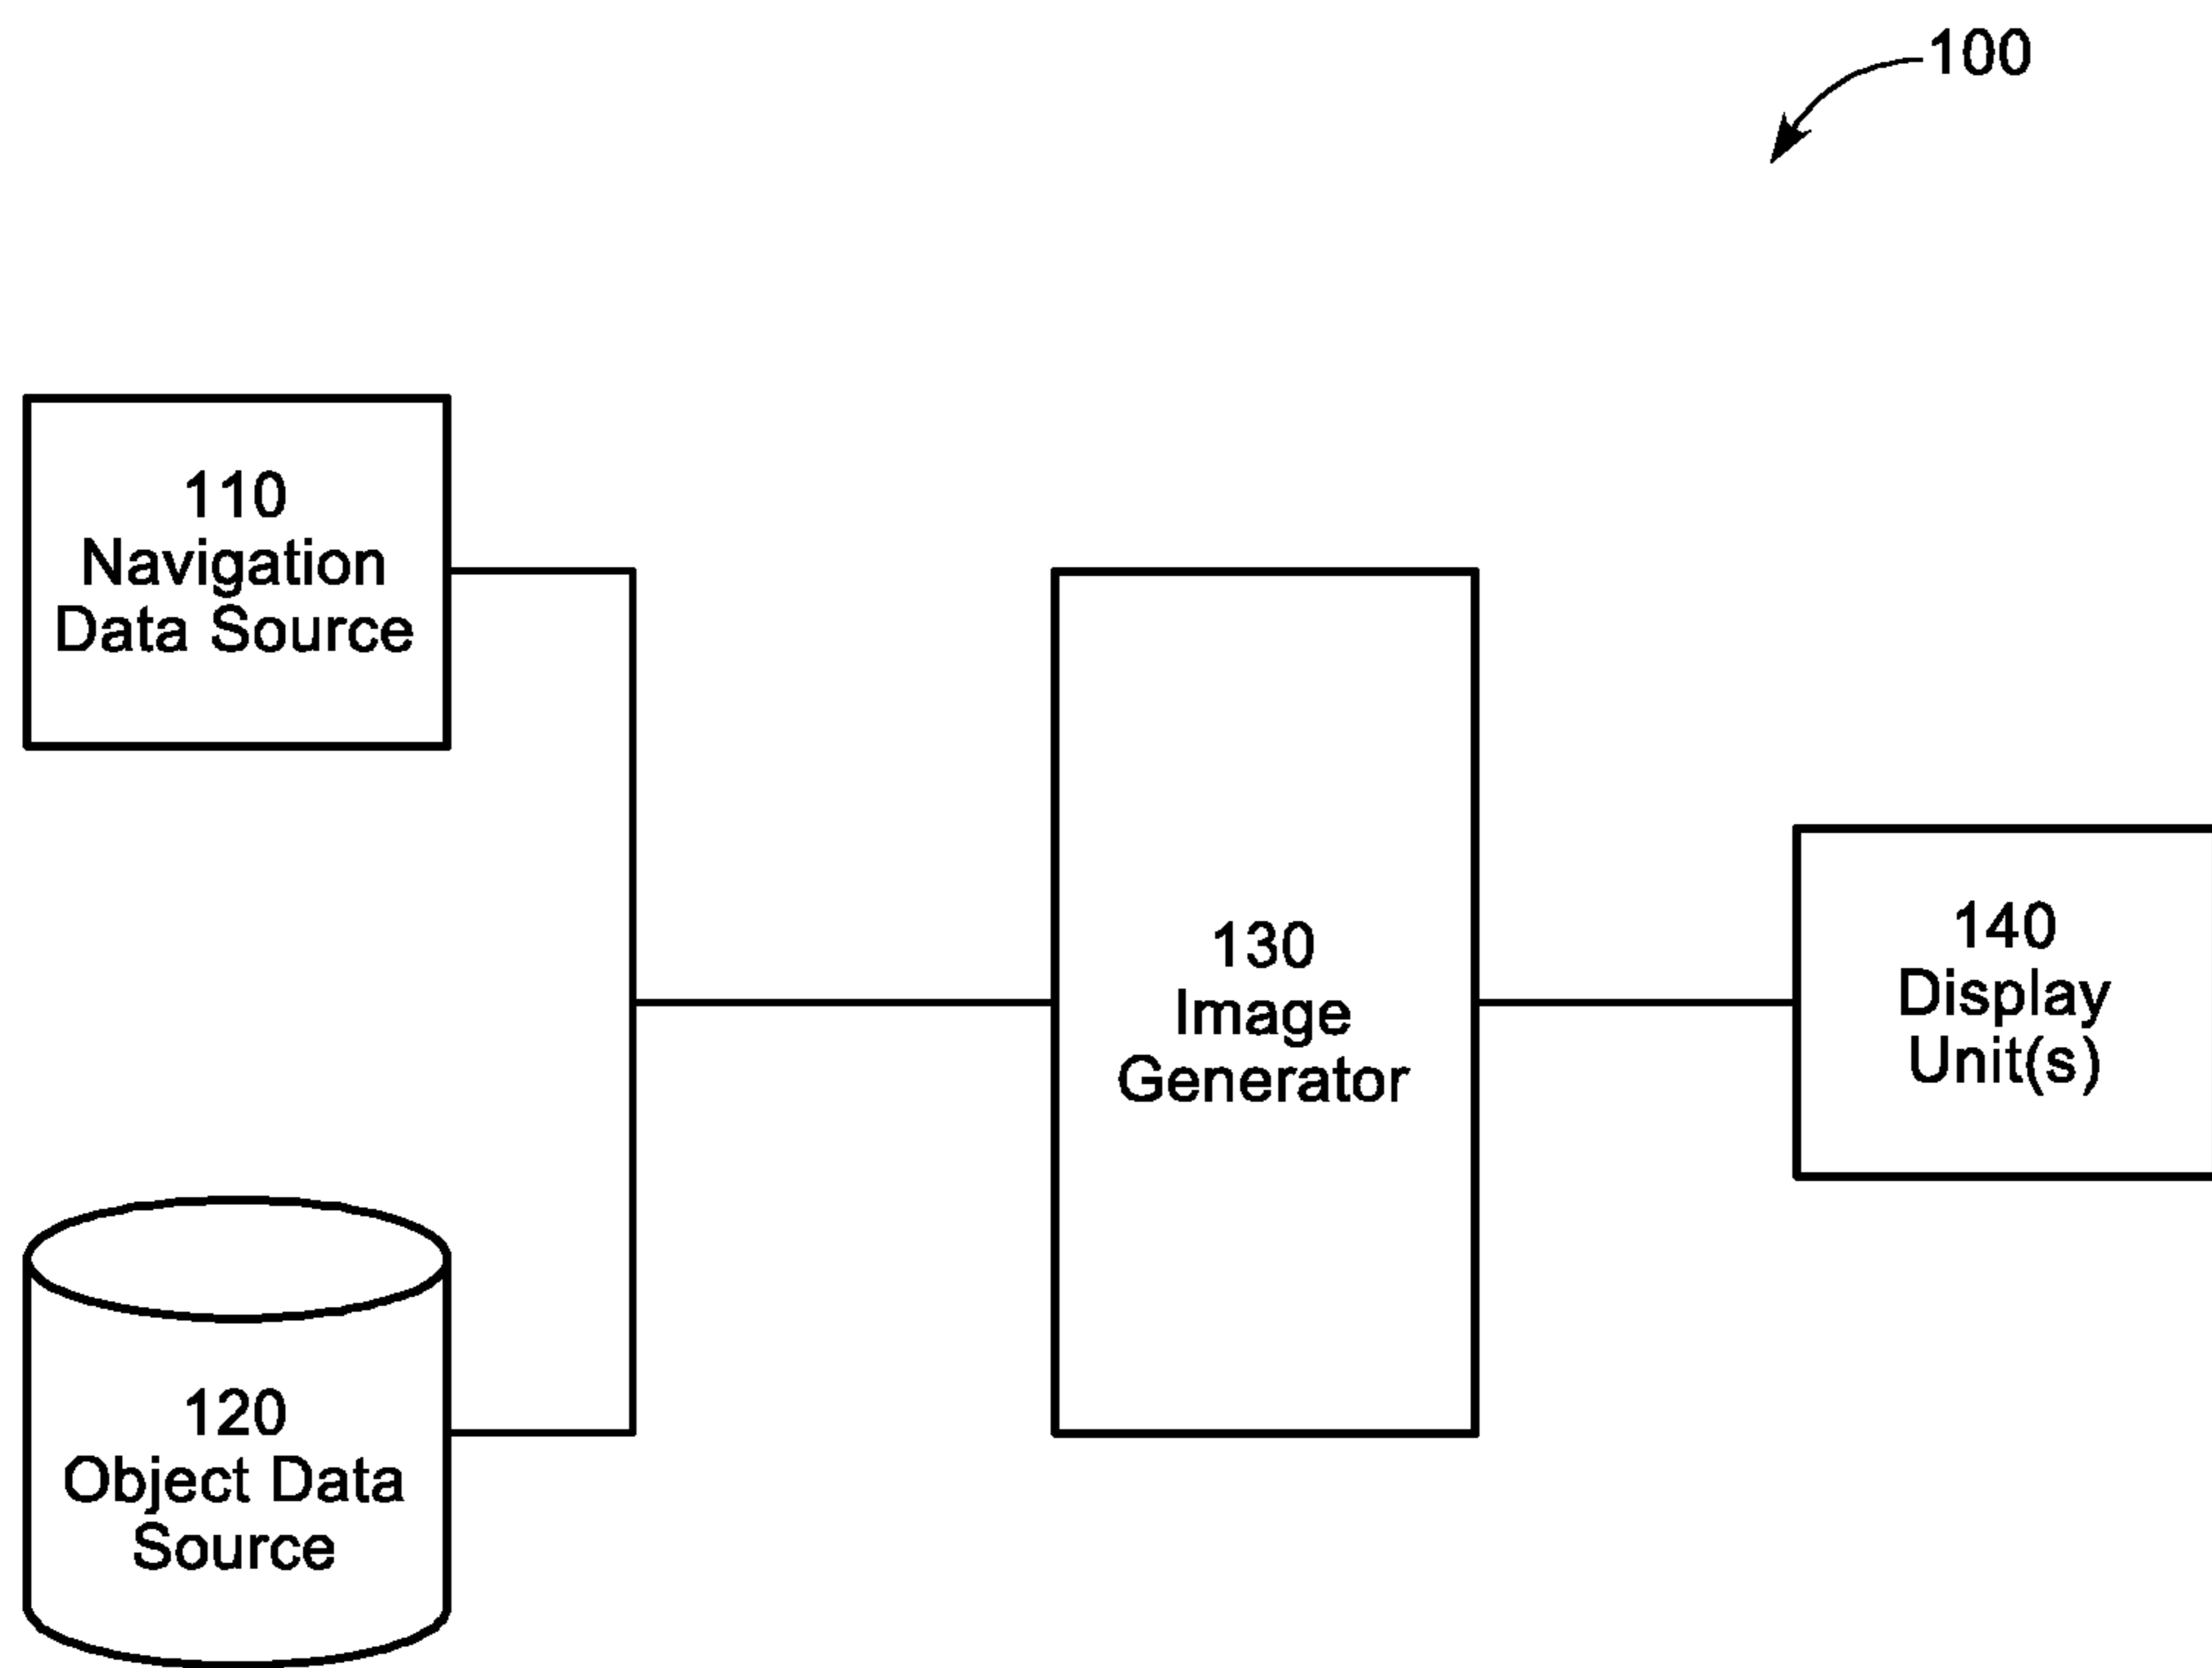 100
110
Navigation
Data Source
130
Image
Generator
140
Display
Unit(s)
120
Object Data
Source